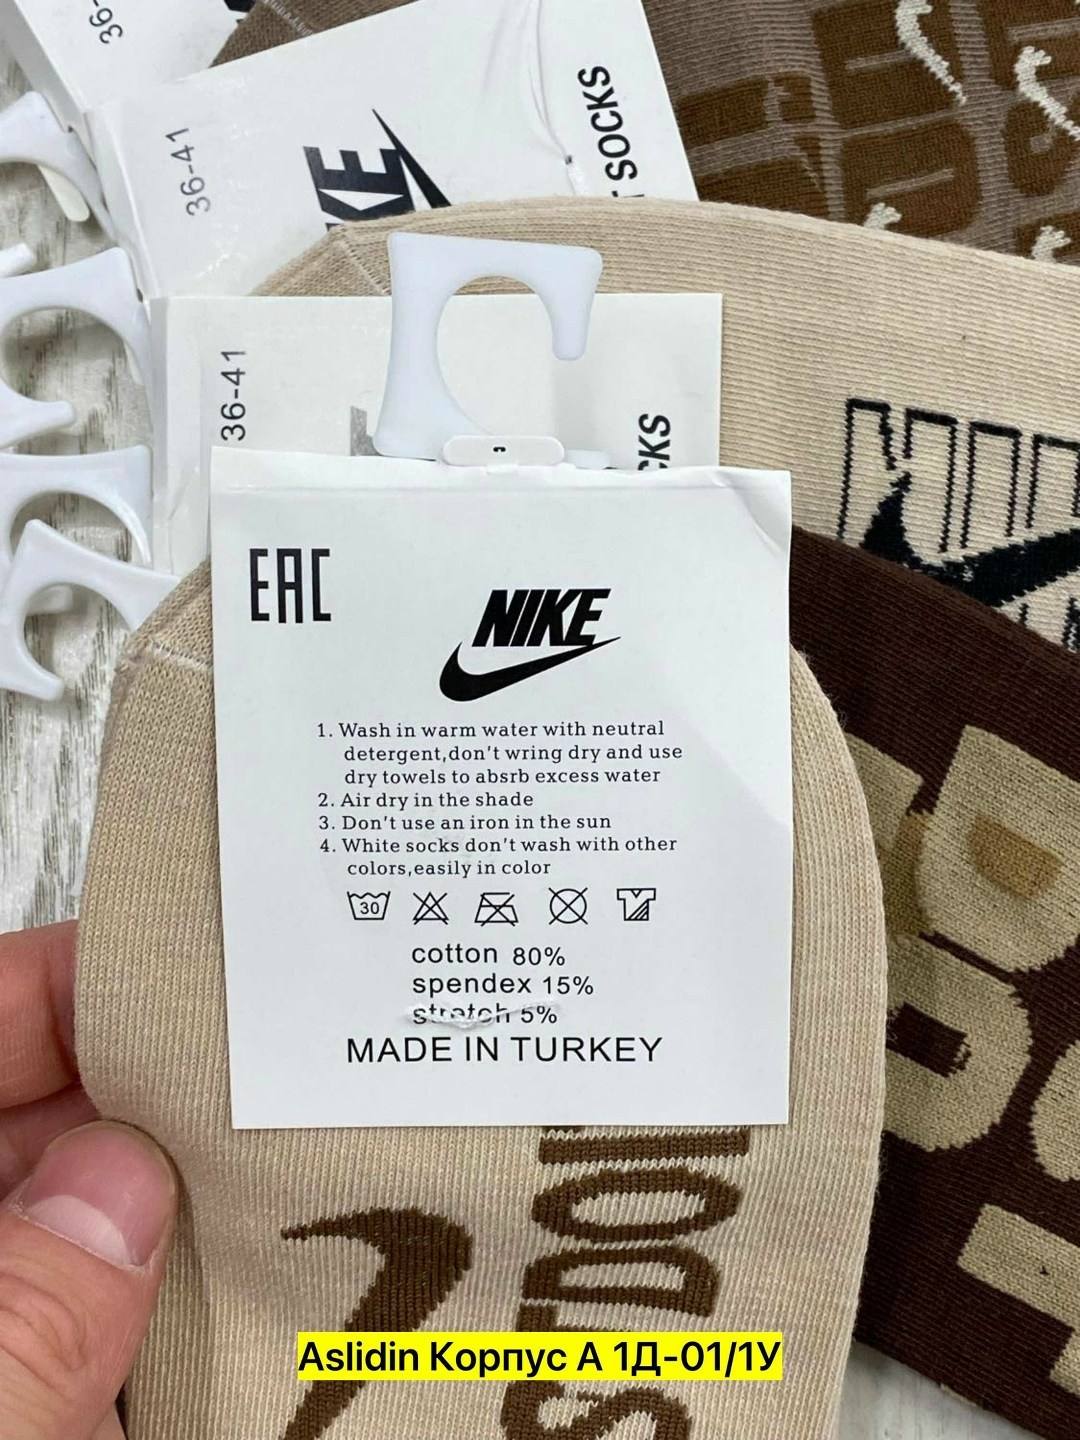 36-
36-41
NIKE
SOCKS
36-41
CKS
EAC
NIKE
1. Wash in warm water with neutral
detergent,don't wring dry and use
dry towels to absrb excess water
2. Air dry in the shade
3. Don't use an iron in the sun
4. White socks don't wash with other
colors,easily in color
30
cotton 80%
spendex 15%
stretch 5%
MADE IN TURKEY
Aslidin Корпус А 1Д-01/1У